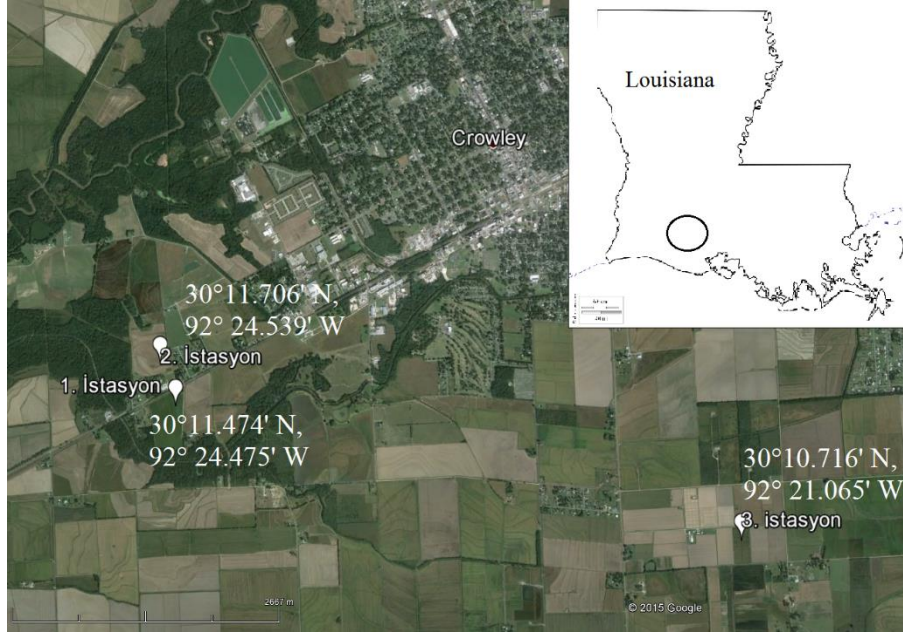 Louisiana
Crowley
30°11.706' N,
92° 24.539' W
2. İstasyon
1. İstasyon
30°11.474' N,
92° 24.475' W
30°10.716' N,
92° 21.065' W
3. istasyon
2667 m
© 2015 Google